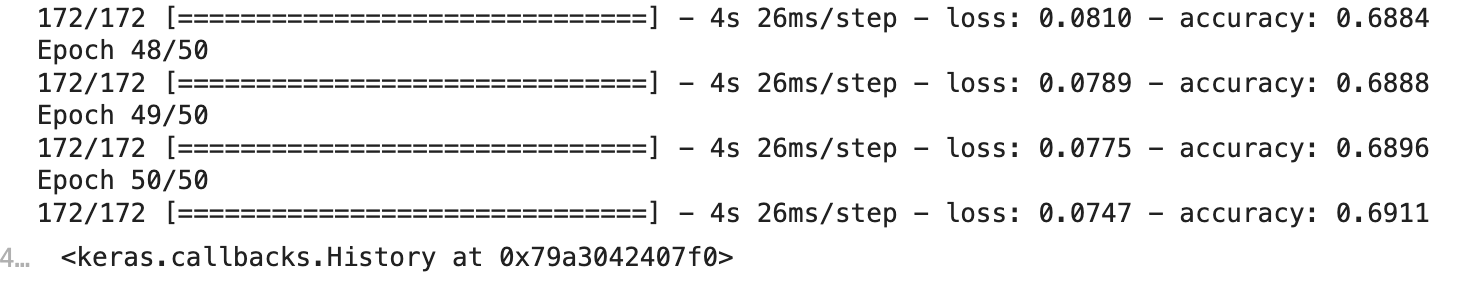 172/172 [==============================] - 4s 26ms/step - loss: 0.0810 - accuracy: 0.6884
Epoch 48/50
172/172 [==============================] - 4s 26ms/step - loss: 0.0789 - accuracy: 0.6888
Epoch 49/50
172/172 [==============================] - 4s 26ms/step - loss: 0.0775 - accuracy: 0.6896
Epoch 50/50
172/172 [==============================] - 4s 26ms/step - loss: 0.0747 - accuracy: 0.6911
4… <keras.callbacks.History at 0x79a3042407f0>